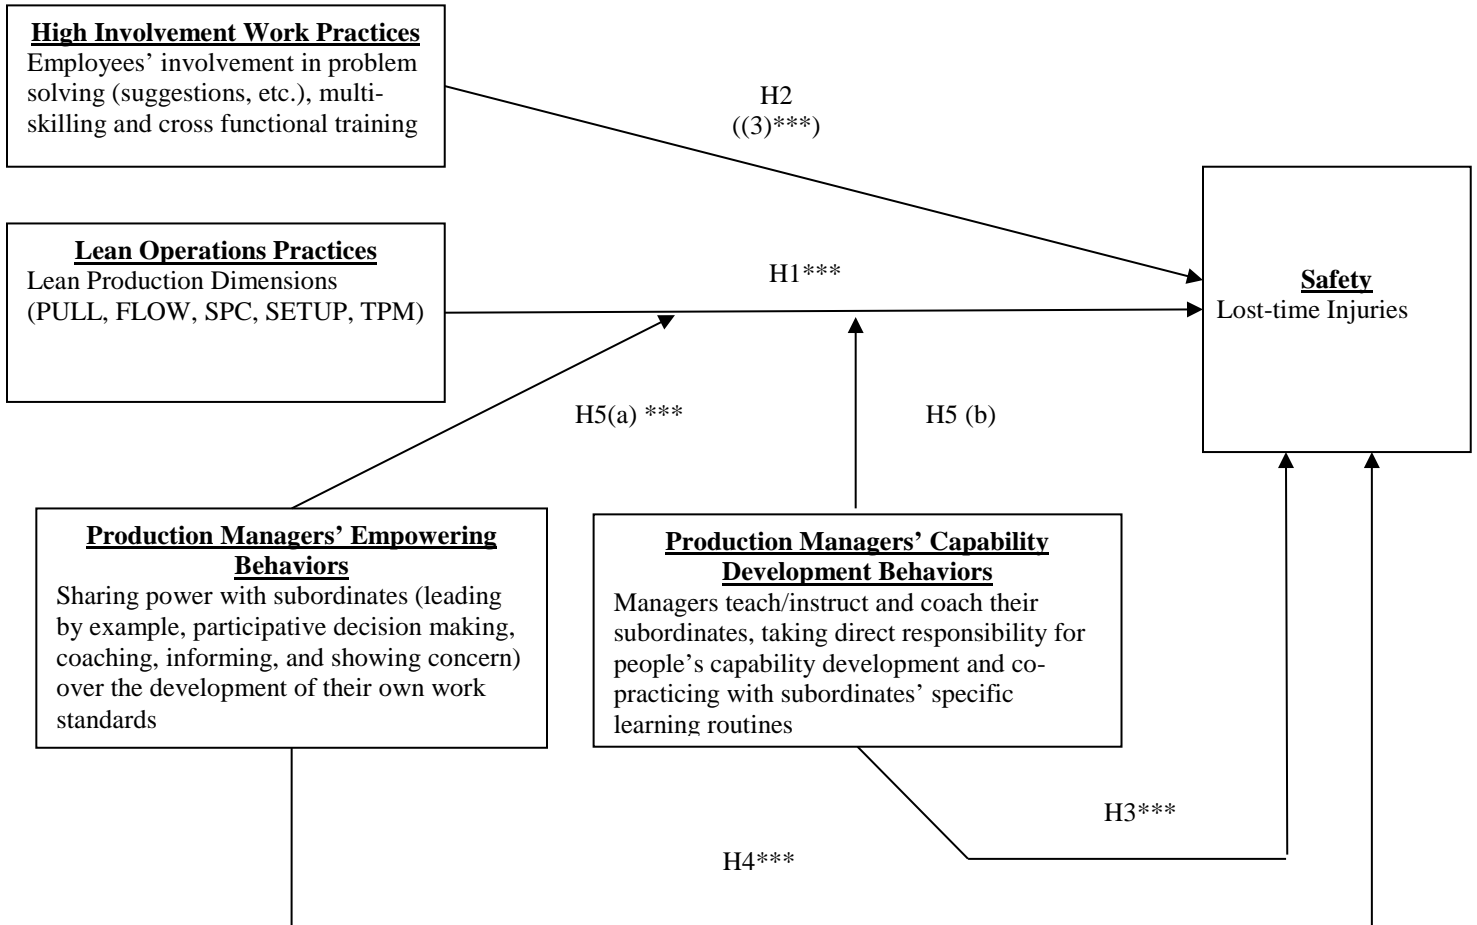 High Involvement Work Practices
Employees’ involvement in problem
solving (suggestions, etc.), multi-
skilling and cross functional training
H2
((3)***)
Lean Operations Practices
Lean Production Dimensions
(PULL, FLOW, SPC, SETUP, TPM)
H1***
Safety
Lost-time Injuries
H5(a) ***
H5 (b)
Production Managers’ Empowering
Behaviors
Sharing power with subordinates (leading
by example, participative decision making,
coaching, informing, and showing concern)
over the development of their own work
standards
Production Managers’ Capability
Development Behaviors
Managers teach/instruct and coach their
subordinates, taking direct responsibility for
people’s capability development and co-
practicing with subordinates’ specific
learning routines
H3***
H4***